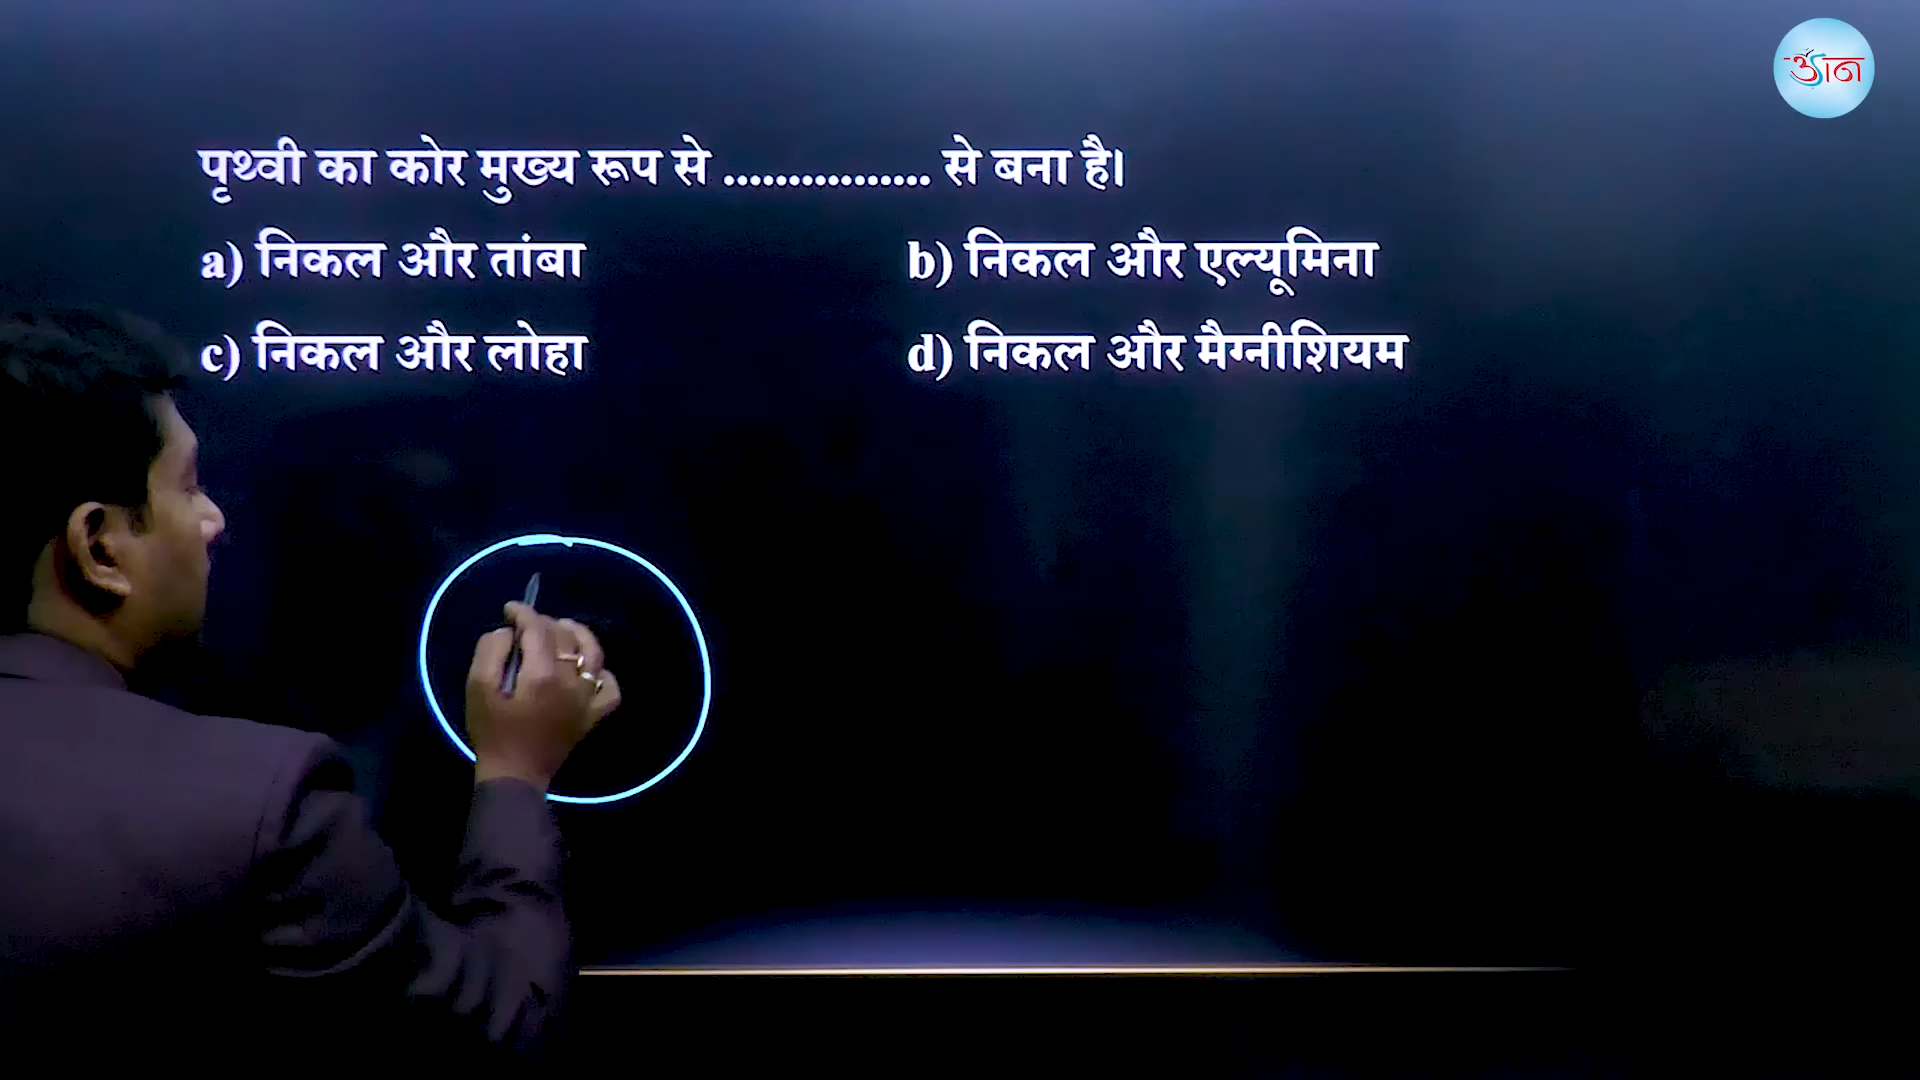 पृथ्वी का कोर मुख्य रूप से ................ से बना है।
a) निकल और तांबा
b) निकल और एल्यूमिना
c) निकल और लोहा
d) निकल और मैग्नीशियम